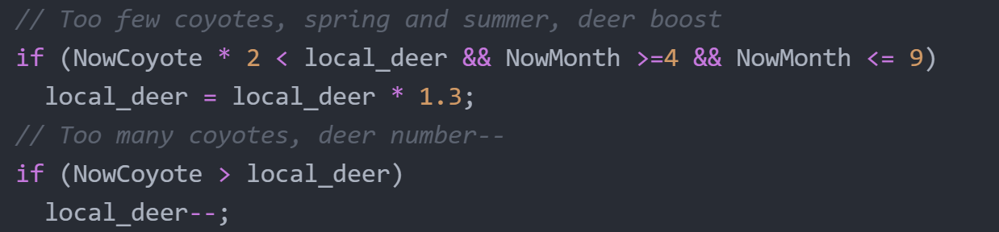 // Too few coyotes, spring and summer, deer boost
if (NowCoyote * 2 < local_deer && NowMonth >=4 && NowMonth <= 9)
  local_deer = local_deer * 1.3;
// Too many coyotes, deer number--
if (NowCoyote > local_deer)
  local_deer--;